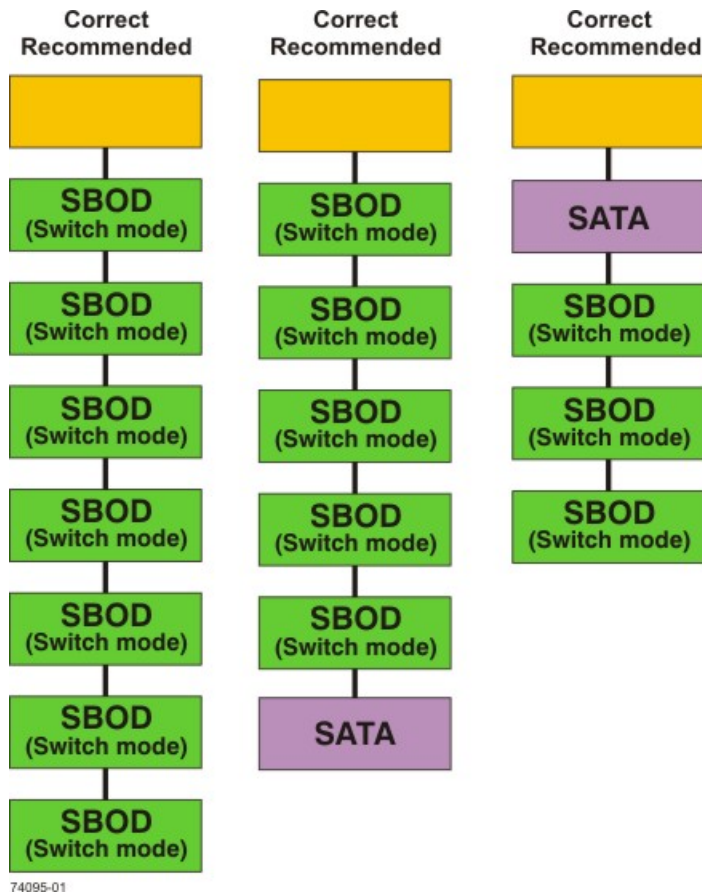 Correct
Recommended
SBOD
(Switch mode)
SBOD
(Switch mode)
SBOD
(Switch mode)
SBOD
(Switch mode)
SBOD
(Switch mode)
SBOD
(Switch mode)
SBOD
(Switch mode)
74095-01
Correct
Recommended
SBOD
(Switch mode)
SBOD
(Switch mode)
SBOD
(Switch mode)
SBOD
(Switch mode)
SBOD
(Switch mode)
SATA
Correct
Recommended
SATA
SBOD
(Switch mode)
SBOD
(Switch mode)
SBOD
(Switch mode)